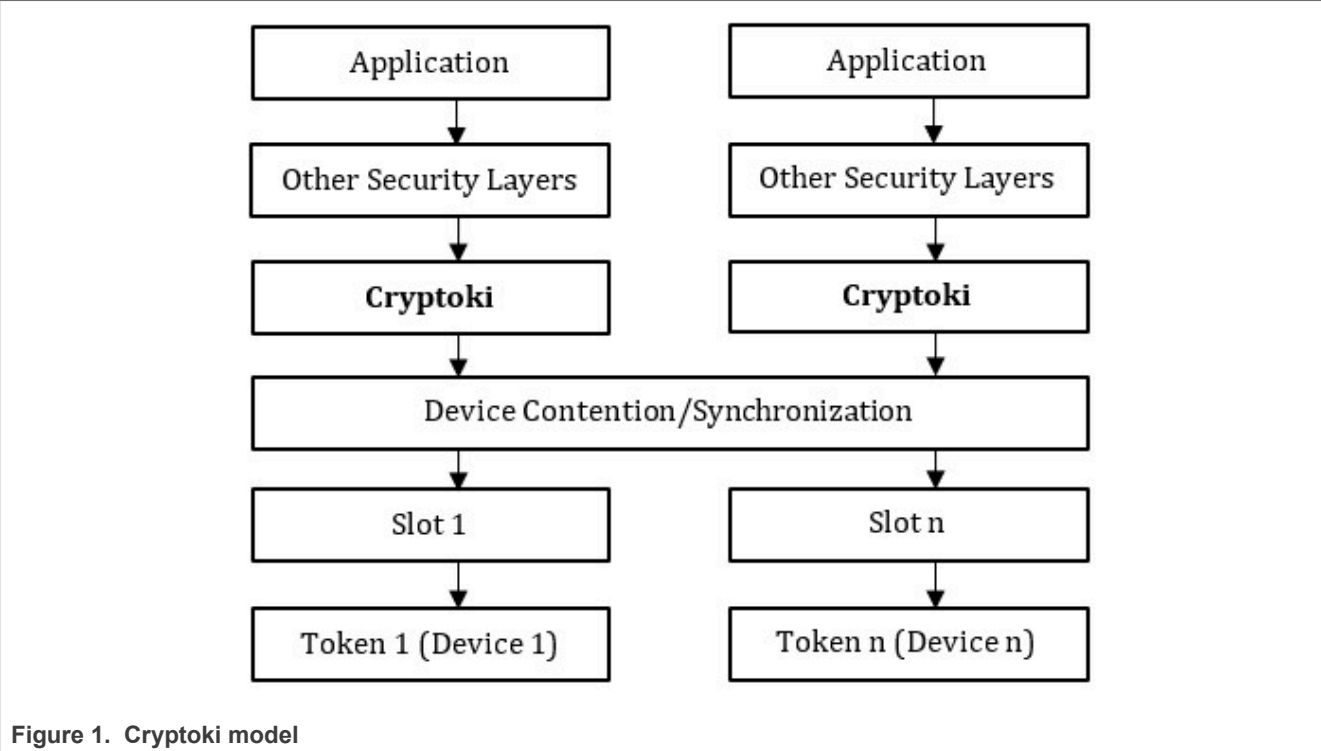 Application
Application
Other Security Layers
Other Security Layers
Cryptoki
Cryptoki
Device Contention/Synchronization
Slot 1
Slot n
Token 1 (Device 1)
Token n (Device n)
Figure 1. Cryptoki model